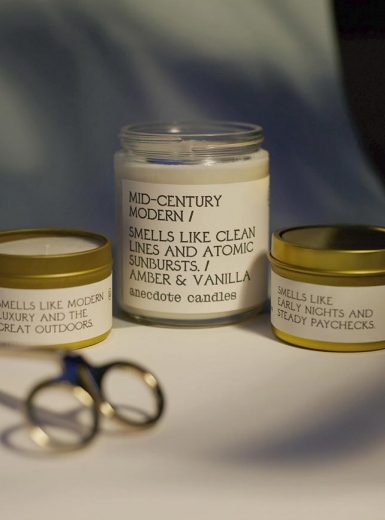 MID-CENTURY
MODERN /
SMELLS LIKE CLEAN
LINES AND ATOMIC
SUNBURSTS. /
AMBER & VANILLA
anecdote candles
SMELLS LIKE MODERN
LUXURY AND THE
GREAT OUTDOORS.
SMELLS LIKE
EARLY NIGHTS AND
STEADY PAYCHECKS.